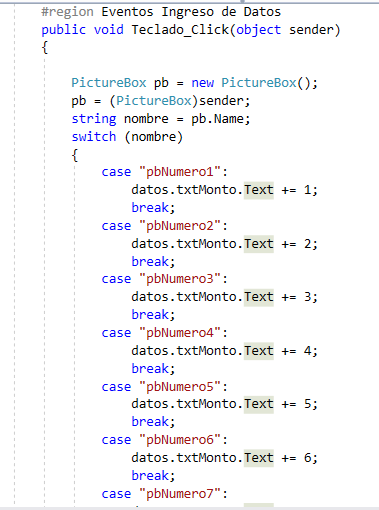 #region Eventos Ingreso de Datos
public void Teclado_Click(object sender)
{
PictureBox pb = new PictureBox();
pb = (PictureBox)sender;
string nombre = pb.Name;
switch (nombre)
{
case "pbNumero1":
datos.txtMonto.Text += 1;
break;
case "pbNumero2":
datos.txtMonto.Text += 2;
break;
case "pbNumero3":
datos.txtMonto.Text += 3;
break;
case "pbNumero4":
datos.txtMonto.Text += 4;
break;
case "pbNumero5":
datos.txtMonto.Text += 5;
break;
case "pbNumero6":
datos.txtMonto.Text += 6;
break;
case "pbNumero7":